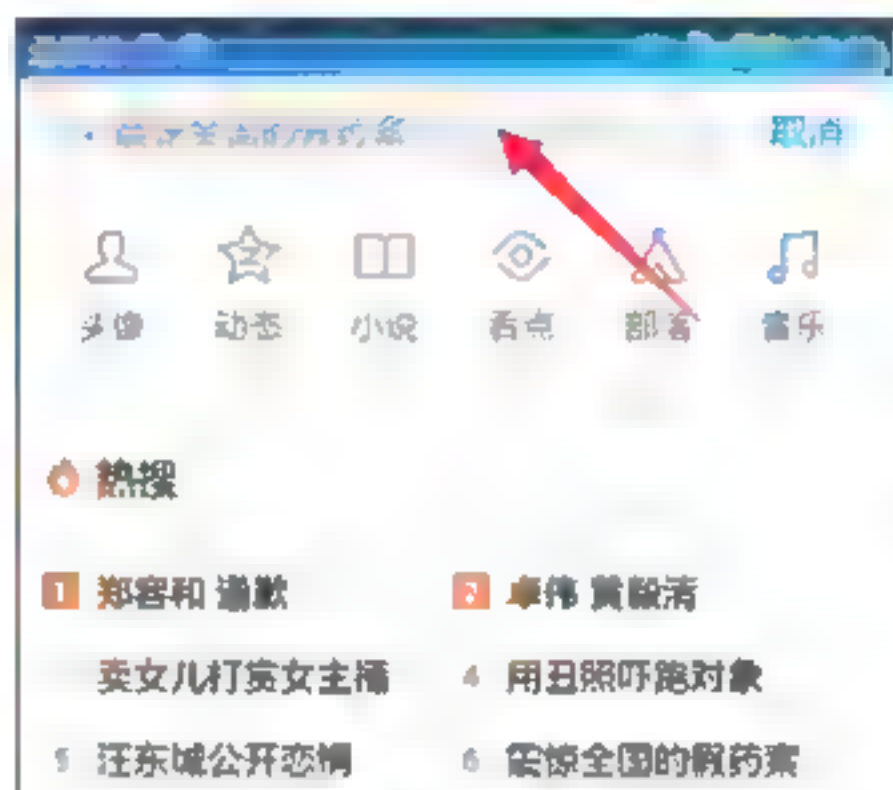 取消
头像 动态 小说 看点 部落 音乐
热搜
1 郑容和 道歉 2 卓伟 黄毅清
卖女儿打赏女主播 4 用丑照吓跑对象
5 汪东城公开恋情 6 震惊全国的假药案